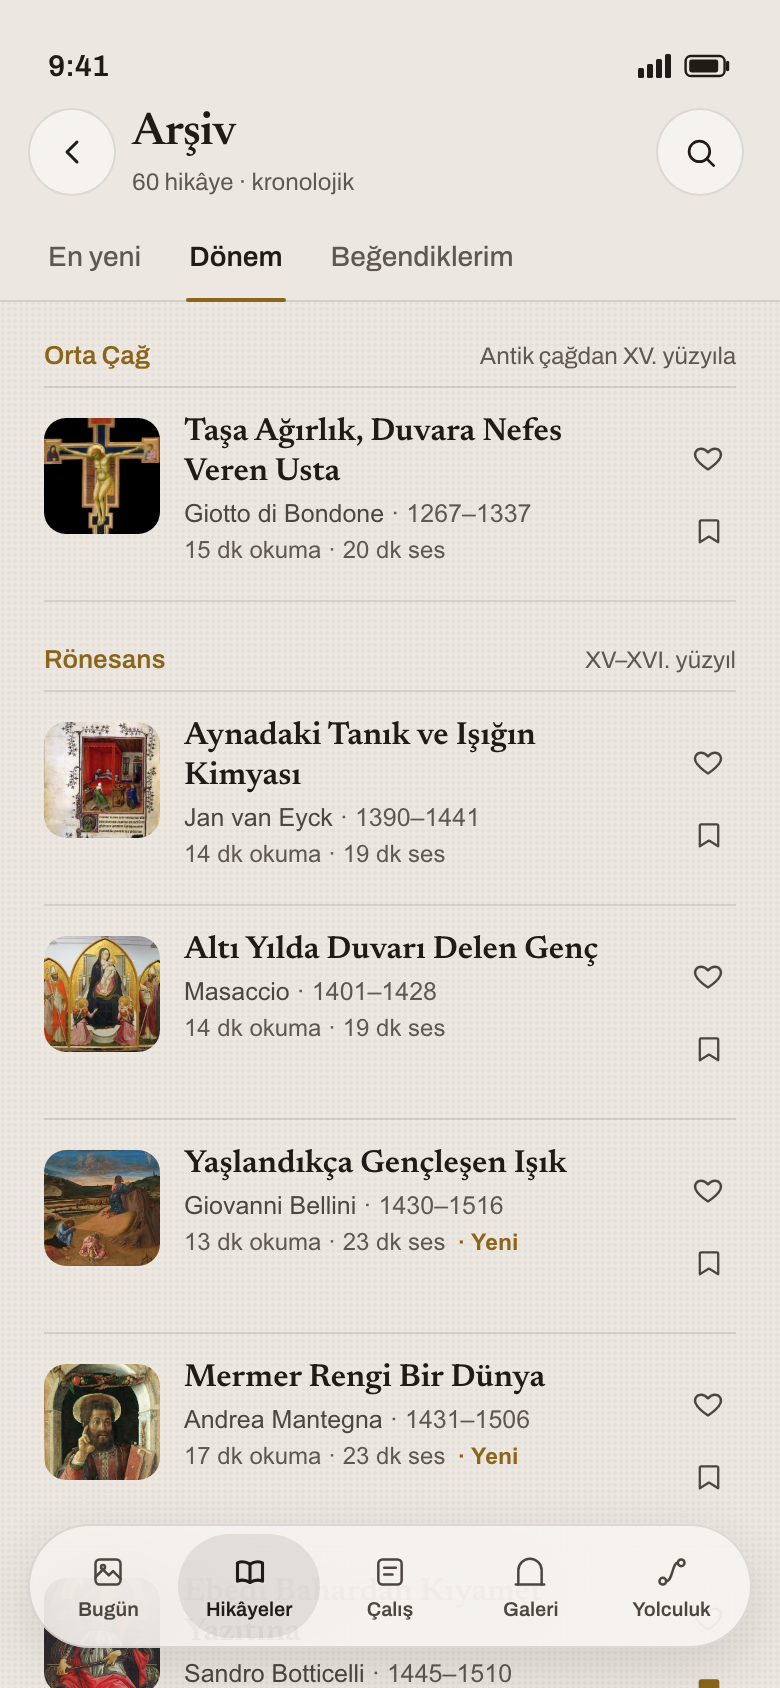 9:41
Arşiv
60 hikâye · kronolojik
En yeni
Dönem
Beğendiklerim
Orta Çağ
Antik çağdan XV. yüzyıla
Taşa Ağırlık, Duvara Nefes
Veren Usta
Giotto di Bondone · 1267–1337
15 dk okuma · 20 dk ses
Rönesans
XV–XVI. yüzyıl
Aynadaki Tanık ve Işığın
Kimyası
Jan van Eyck · 1390–1441
14 dk okuma · 19 dk ses
Altı Yılda Duvarı Delen Genç
Masaccio · 1401–1428
14 dk okuma · 19 dk ses
Yaşlandıkça Gençleşen Işık
Giovanni Bellini · 1430–1516
13 dk okuma · 23 dk ses · Yeni
Mermer Rengi Bir Dünya
Andrea Mantegna · 1431–1506
17 dk okuma · 23 dk ses · Yeni
Ebedi Bahardan Kıyamet
Yazıtına
Bugün
Hikâyeler
Çalış
Galeri
Yolculuk
Sandro Botticelli · 1445–1510